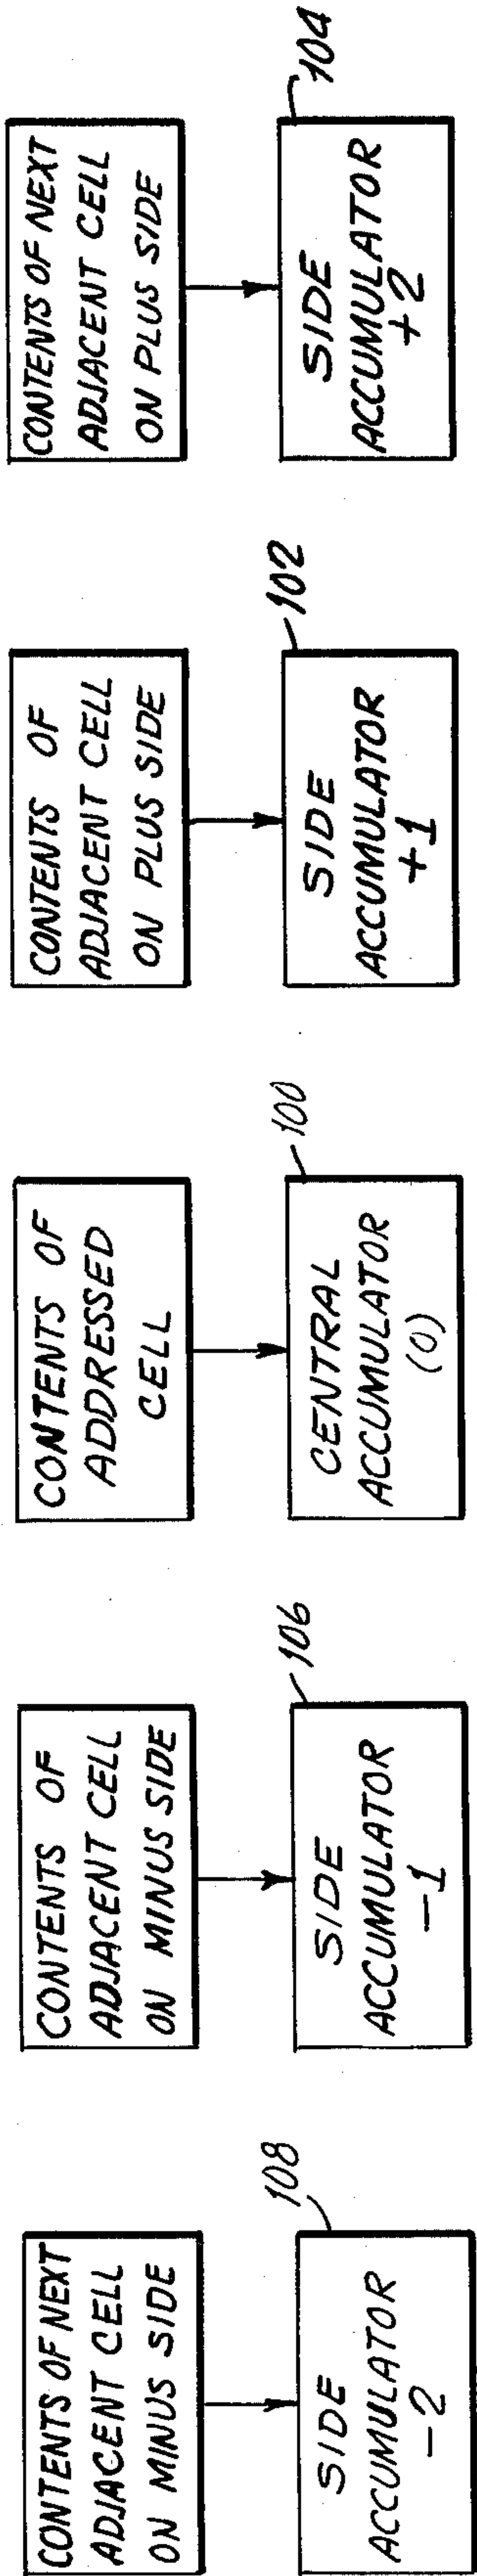 CONTENTS OF NEXT
ADJACENT CELL
ON MINUS SIDE
108
SIDE
ACCUMULATOR
-2
CONTENTS OF
ADJACENT CELL
ON MINUS SIDE
106
SIDE
ACCUMULATOR
-1
CONTENTS OF
ADDRESSED
CELL
100
CENTRAL
ACCUMULATOR
(0)
CONTENTS OF
ADJACENT CELL
ON PLUS SIDE
102
SIDE
ACCUMULATOR
+1
CONTENTS OF NEXT
ADJACENT CELL
ON PLUS SIDE
104
SIDE
ACCUMULATOR
+2